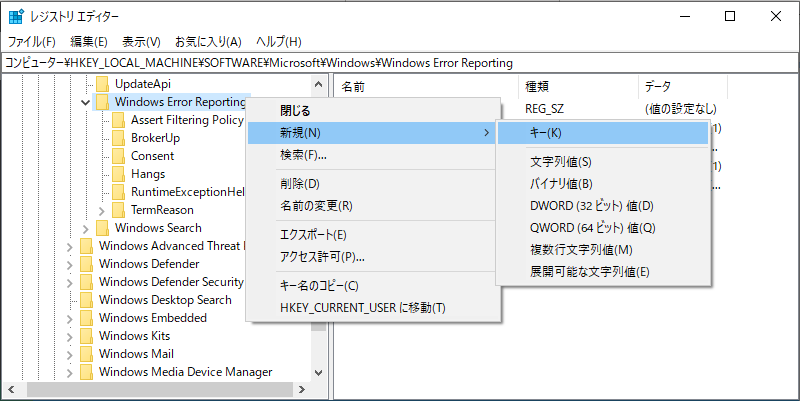 レジストリ エディター
ファイル(F) 編集(E) 表示(V) お気に入り(A) ヘルプ(H)
コンピューター¥HKEY_LOCAL_MACHINE¥SOFTWARE¥Microsoft¥Windows¥Windows Error Reporting
UpdateApi
Windows Error Reporting
Assert Filtering Policy
BrokerUp
Consent
Hangs
RuntimeExceptionHel
TermReason
Windows Search
Windows Advanced Threat
Windows Defender
Windows Defender Security
Windows Desktop Search
Windows Embedded
Windows Kits
Windows Mail
Windows Media Device Manager
名前 種類 データ
REG_SZ (値の設定なし)
1)
...
1)
...
閉じる
新規(N)
検索(F)...
削除(D)
名前の変更(R)
エクスポート(E)
アクセス許可(P)...
キー名のコピー(C)
HKEY_CURRENT_USER に移動(T)
キー(K)
文字列値(S)
バイナリ値(B)
DWORD (32 ビット) 値(D)
QWORD (64 ビット) 値(Q)
複数行文字列値(M)
展開可能な文字列値(E)